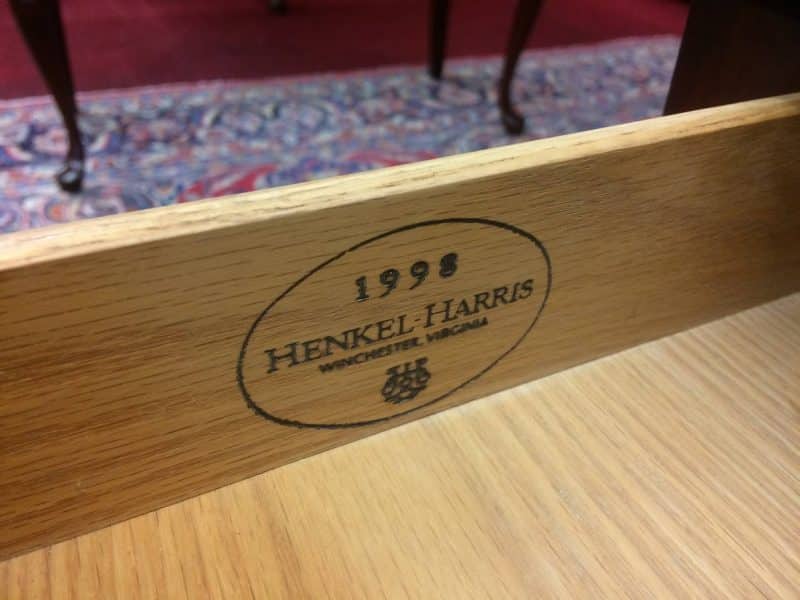 1998
HENKEL-HARRIS
WINCHESTER, VIRGINIA